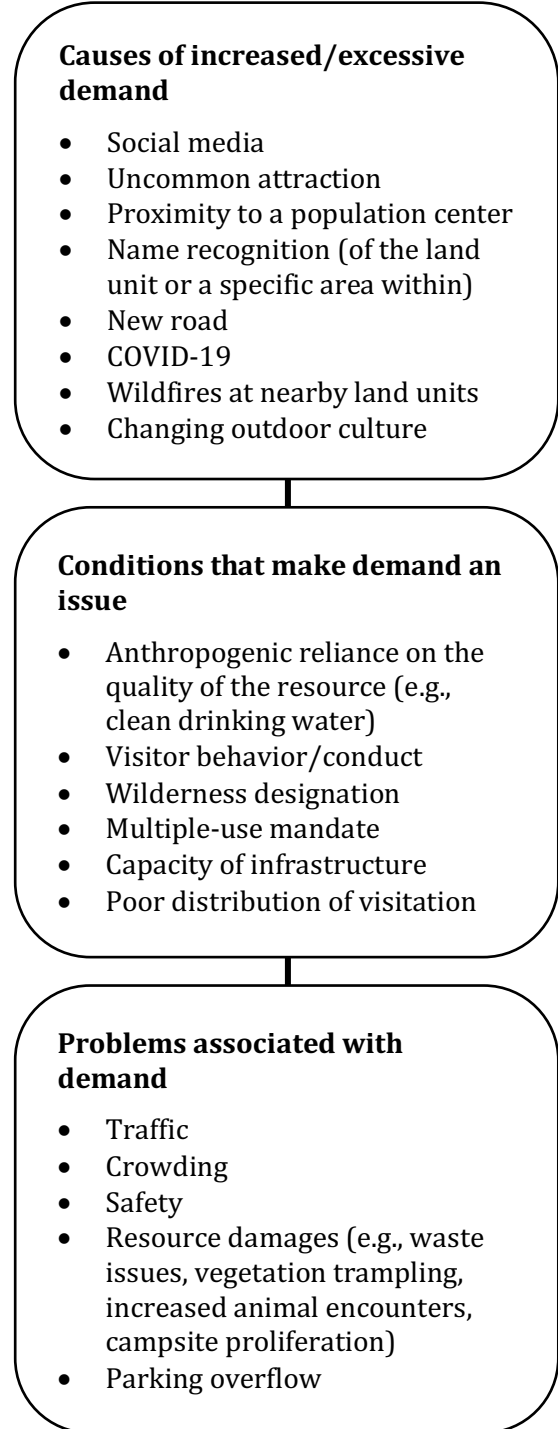 Causes of increased/excessive
demand
• Social media
• Uncommon attraction
• Proximity to a population center
• Name recognition (of the land
unit or a specific area within)
• New road
• COVID-19
• Wildfires at nearby land units
• Changing outdoor culture
Conditions that make demand an
issue
• Anthropogenic reliance on the
quality of the resource (e.g.,
clean drinking water)
• Visitor behavior/conduct
• Wilderness designation
• Multiple-use mandate
• Capacity of infrastructure
• Poor distribution of visitation
Problems associated with
demand
• Traffic
• Crowding
• Safety
• Resource damages (e.g., waste
issues, vegetation trampling,
increased animal encounters,
campsite proliferation)
• Parking overflow